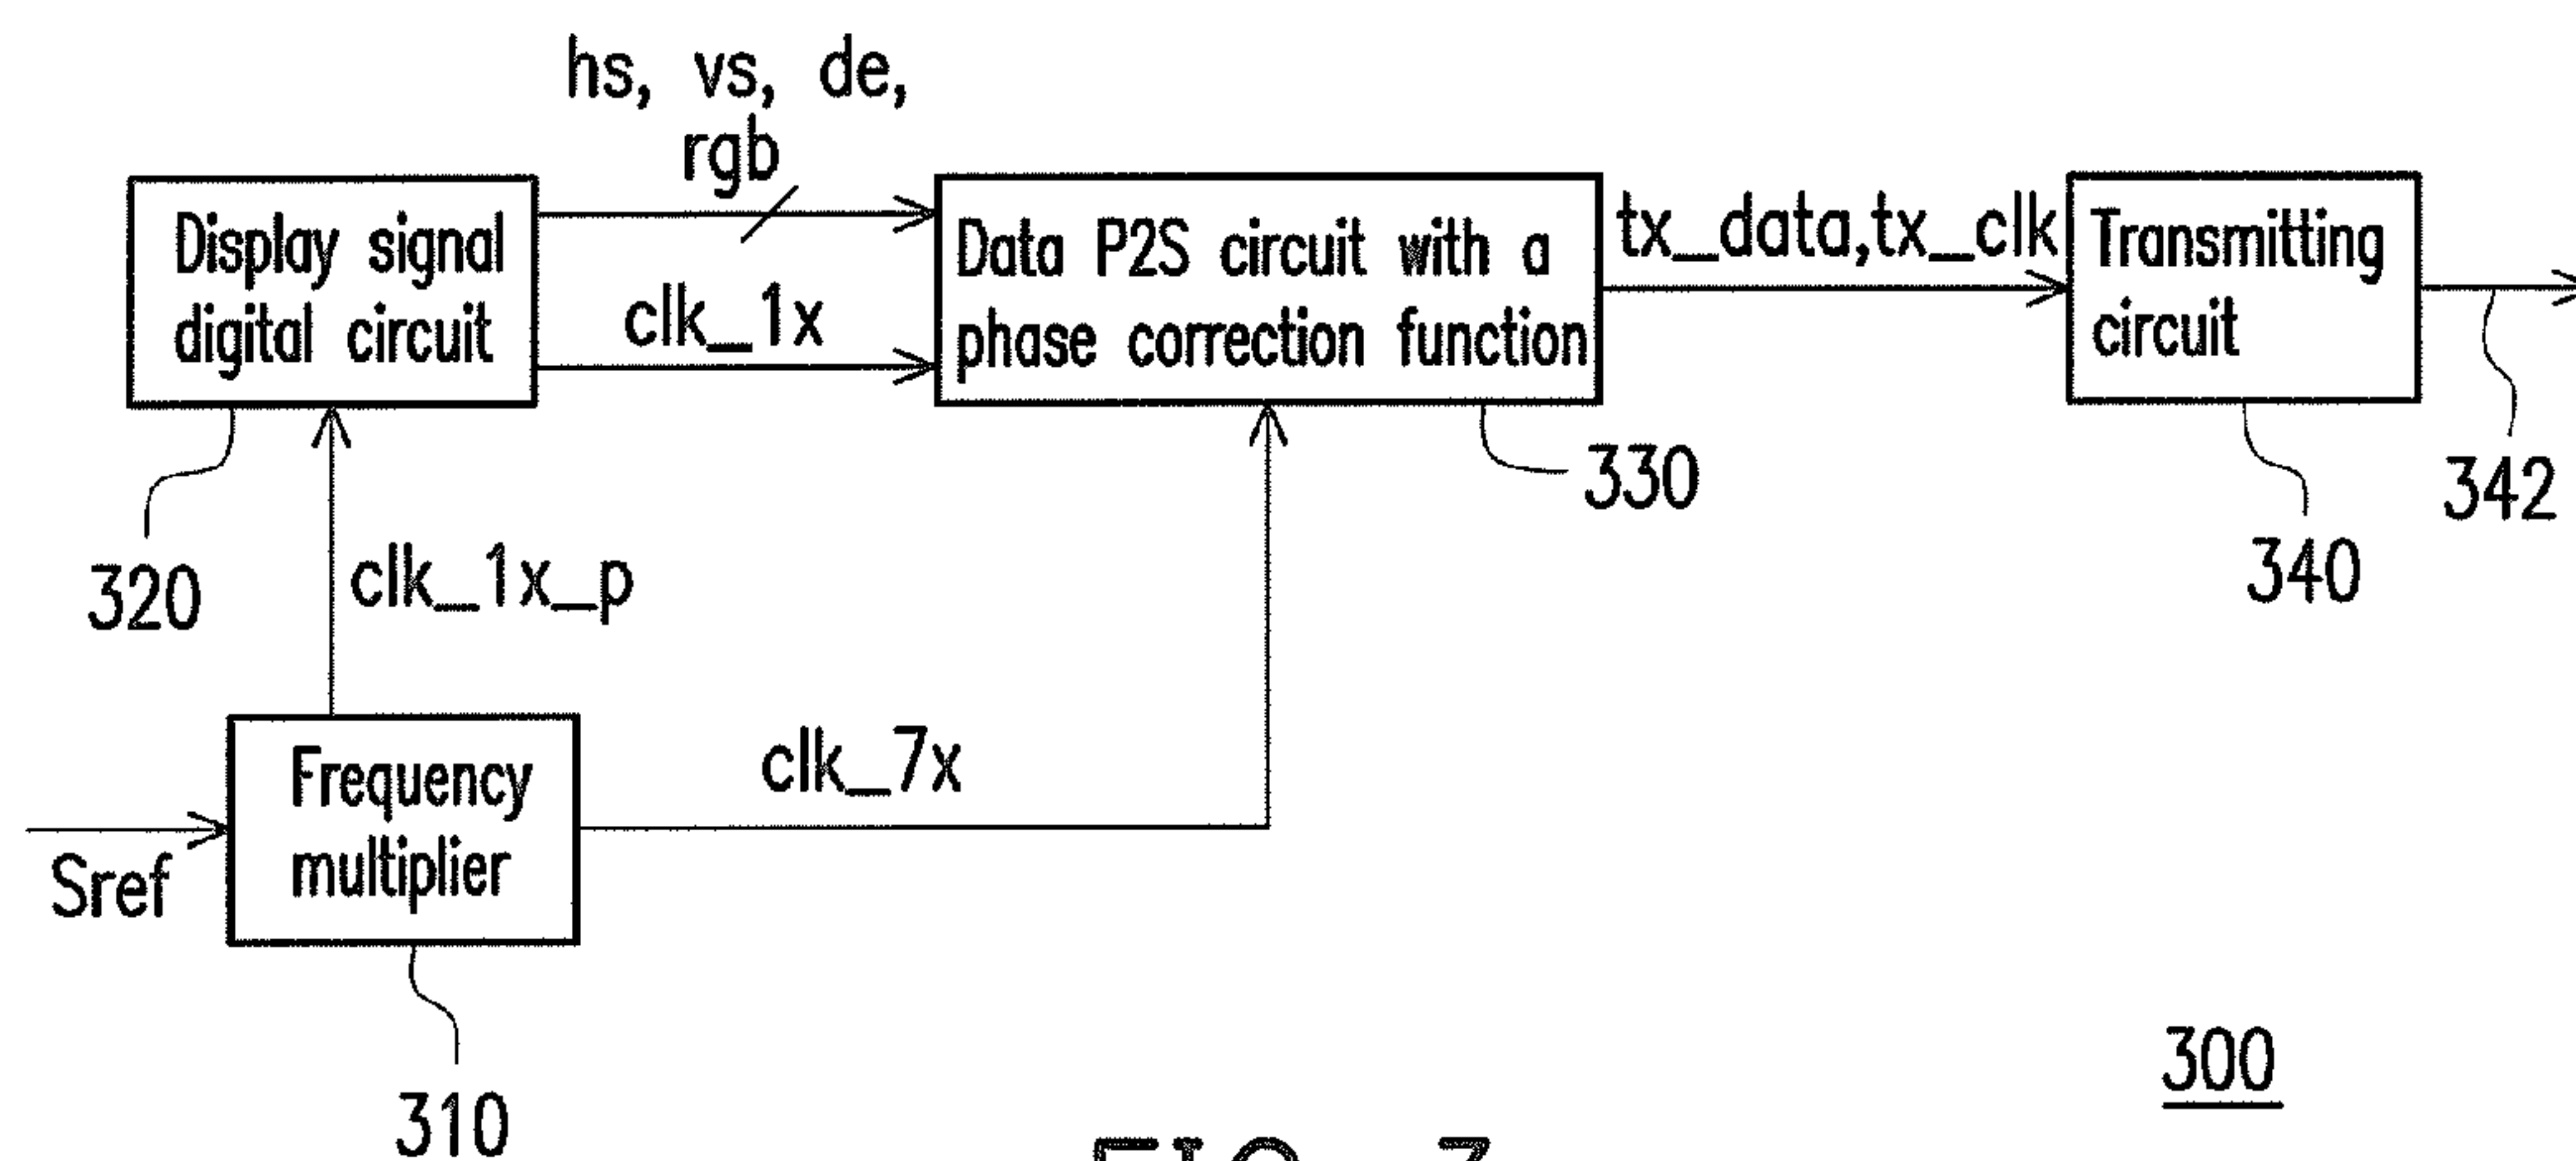 hs, vs, de,
rgb
Display signal
digital circuit
clk_1x
Data P2S circuit with a
phase correction function
tx_data,tx_clk
Transmitting
circuit
320
330
340
342
clk_1x_p
Frequency
multiplier
clk_7x
Sref
310
300